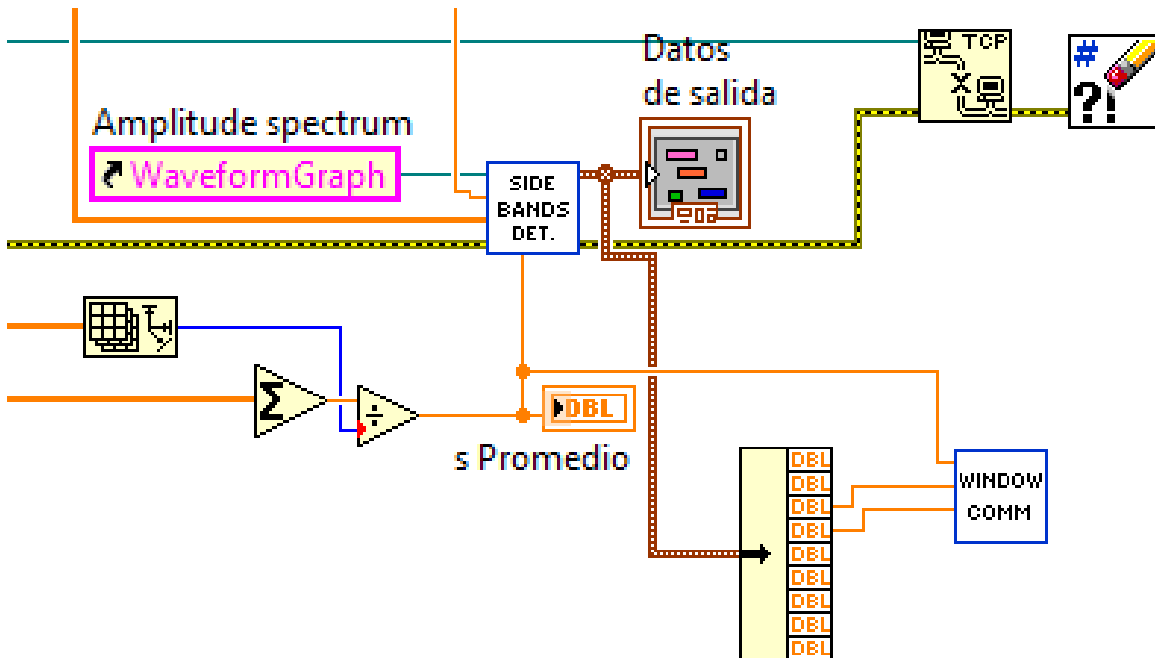 TCP
Datos
de salida
#
?!
Amplitude spectrum
WaveformGraph
SIDE
BANDS
DET.
Σ
÷
DBL
s Promedio
DBL
DBL
DBL
DBL
DBL
DBL
DBL
DBL
DBL
WINDOW
COMM